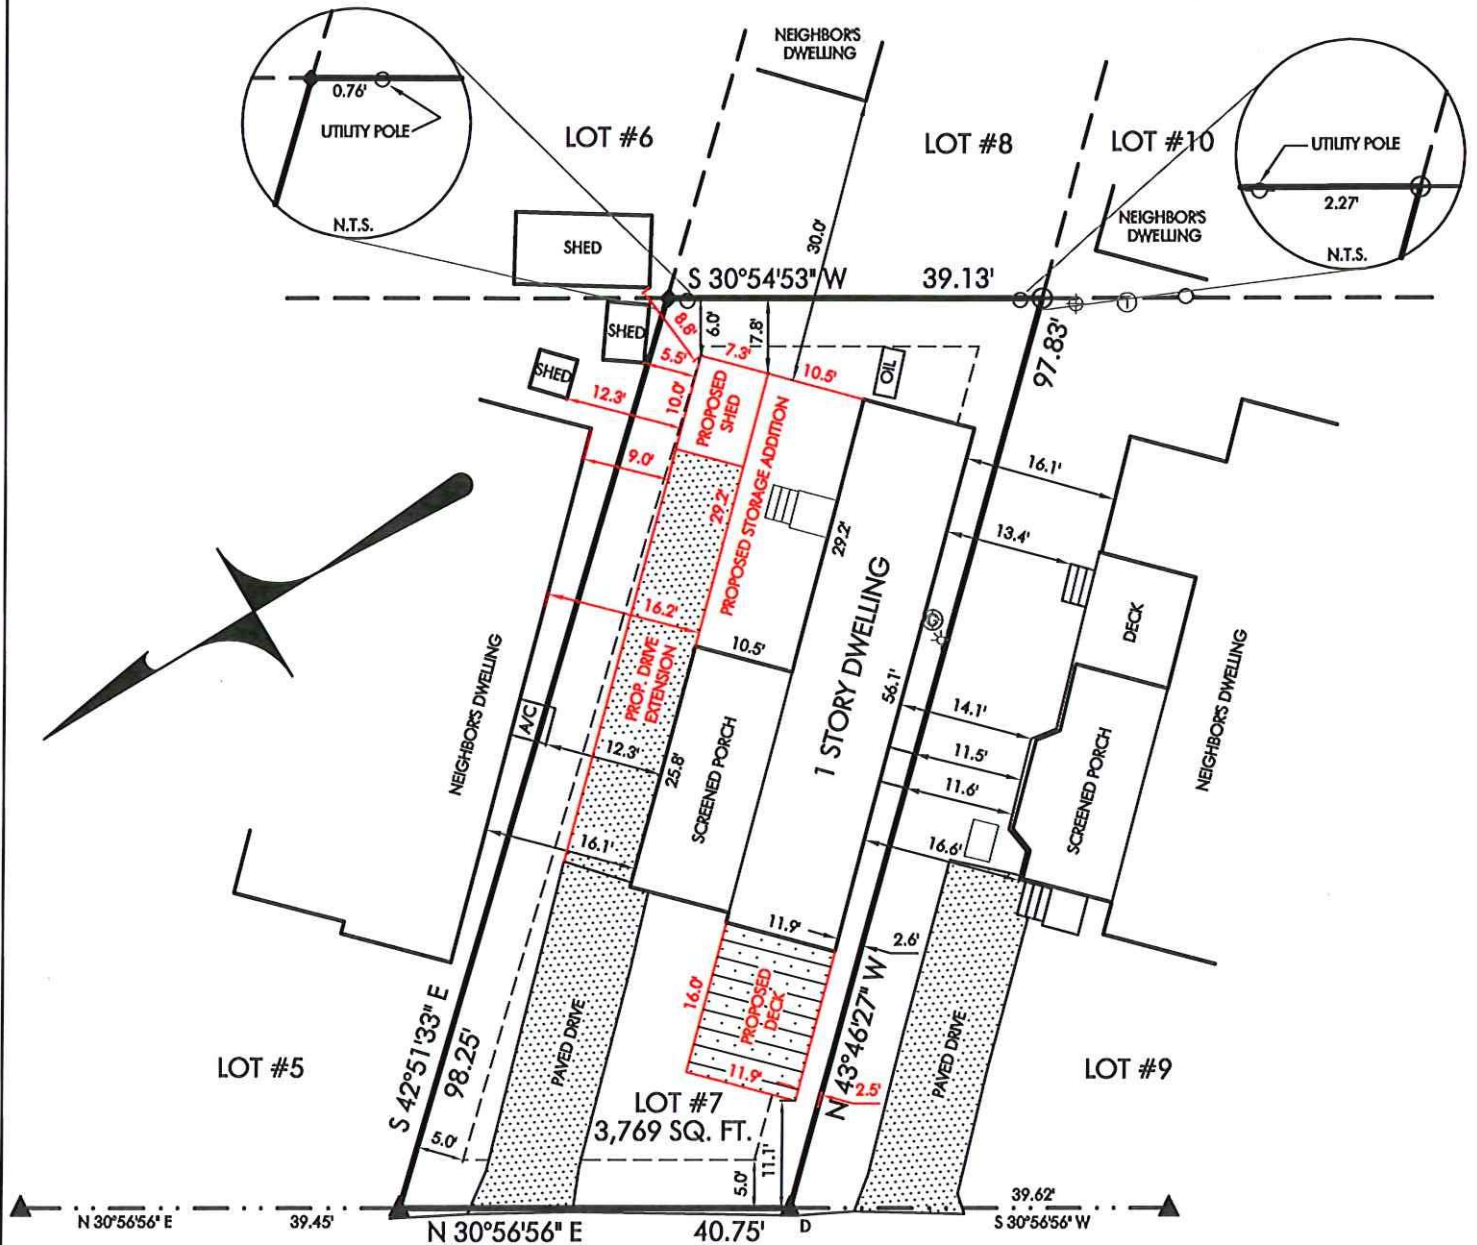 NEIGHBOR'S
DWELLING
0.76'
UTILITY POLE
N.T.S.
LOT #6
LOT #8
LOT #10
UTILITY POLE
2.27'
N.T.S.
NEIGHBOR'S
DWELLING
30.0'
SHED
S 30°54'53" W
39.13'
97.83'
SHED
8.8'
6.0'
7.8'
SHED
5.5'
7.3'
10.5'
OIL
12.3'
10.0'
PROPOSED
SHED
9.0'
29.2'
PROPOSED STORAGE ADDITION
29.2'
16.1'
13.4'
DECK
16.2'
PROP. DRIVE
EXTENSION
10.5'
1 STORY DWELLING
56.1'
G
NEIGHBOR'S DWELLING
A/C
12.3'
25.8'
SCREENED PORCH
14.1'
11.5'
11.6'
SCREENED PORCH
NEIGHBOR'S DWELLING
16.1'
16.6'
11.9'
2.6'
16.0'
PROPOSED
DECK
11.9'
PAVED DRIVE
PAVED DRIVE
N 43°46'27" W
2.5'
S 42°51'33" E
98.25'
LOT #5
LOT #7
3,769 SQ. FT.
LOT #9
5.0'
5.0'
11.1'
N 30°56'56" E
39.45'
N 30°56'56" E
40.75'
D
39.62'
S 30°56'56" W